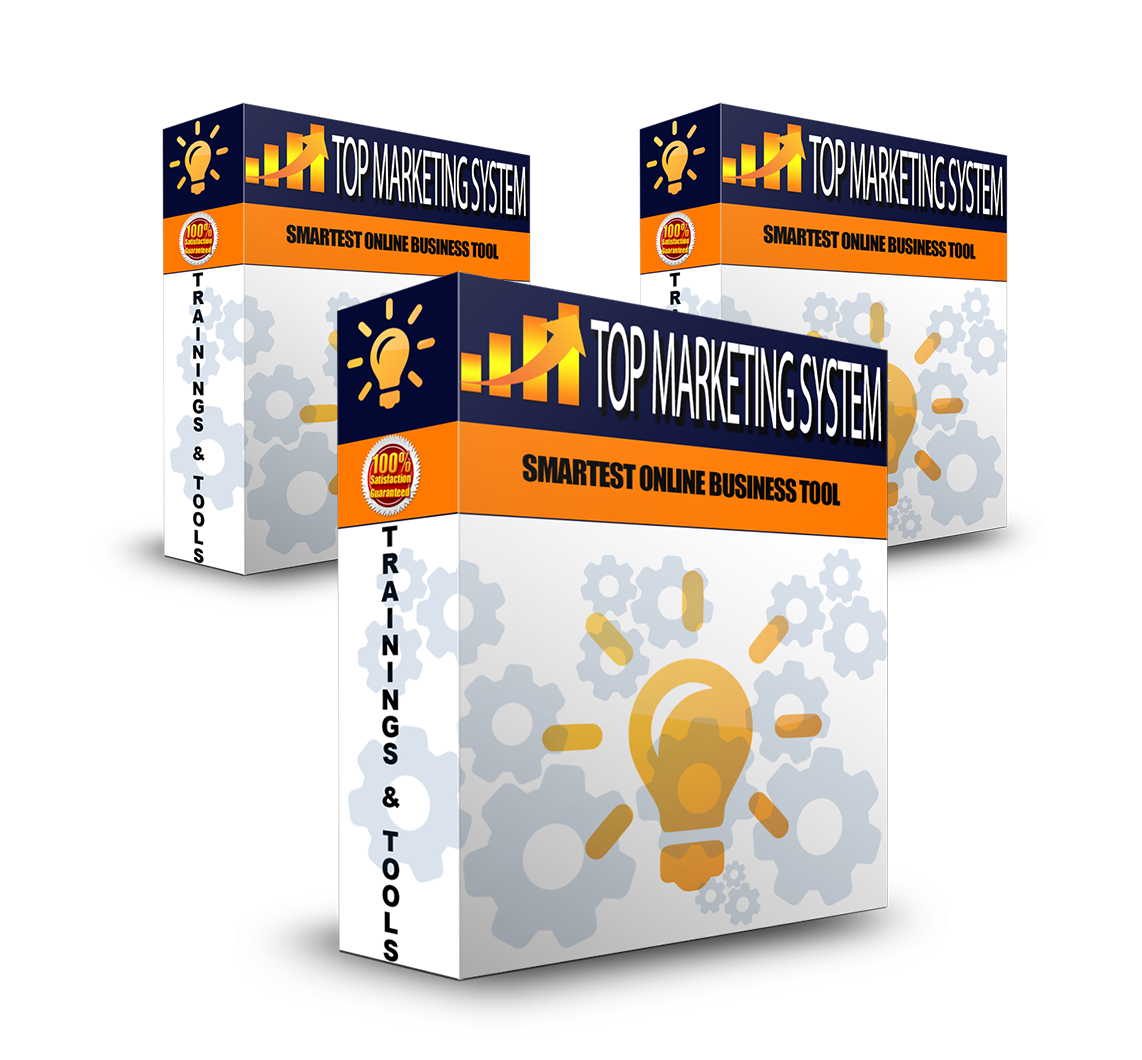 TOP MARKETING SYSTEM
SMARTEST ONLINE BUSINESS TOOL
100%
Satisfaction
Guaranteed
TRAININGS & TOOLS
TOP MARKETING SYSTEM
SMARTEST ONLINE BUSINESS TOOL
100%
Satisfaction
Guaranteed
TR
TOP MARKETING SYSTEM
SMARTEST ONLINE BUSINESS TOOL
100%
Satisfaction
Guaranteed
TRAININGS & TOOLS